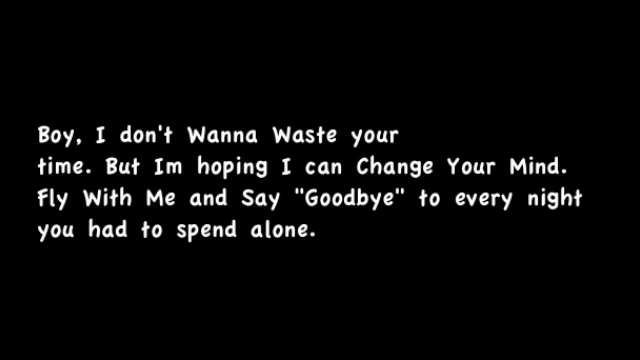 Boy, I don't Wanna Waste your
time. But Im hoping I can Change Your Mind.
Fly With Me and Say "Goodbye" to every night
you had to spend alone.